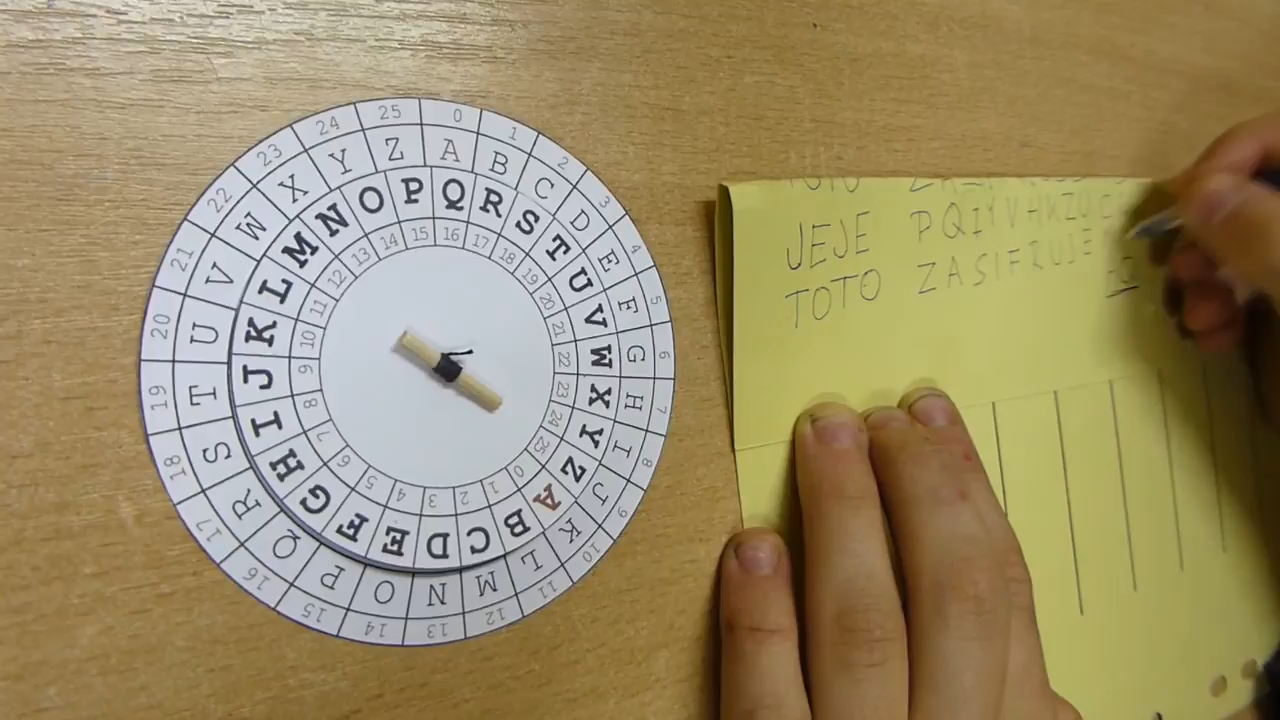 0 1 2 3 4 5 6 7 8 9 10 11 12 13 14 15 16 17 18 19 20 21 22 23 24 25
A B C D E F G H I J K L M N O P Q R S T U V W X Y Z
Q R S T U V W X Y Z A B C D E F G H I J K L M N O P
16 17 18 19 20 21 22 23 24 25 0 1 2 3 4 5 6 7 8 9 10 11 12 13 14 15
JEJE
TOTO ZASIFRUJE